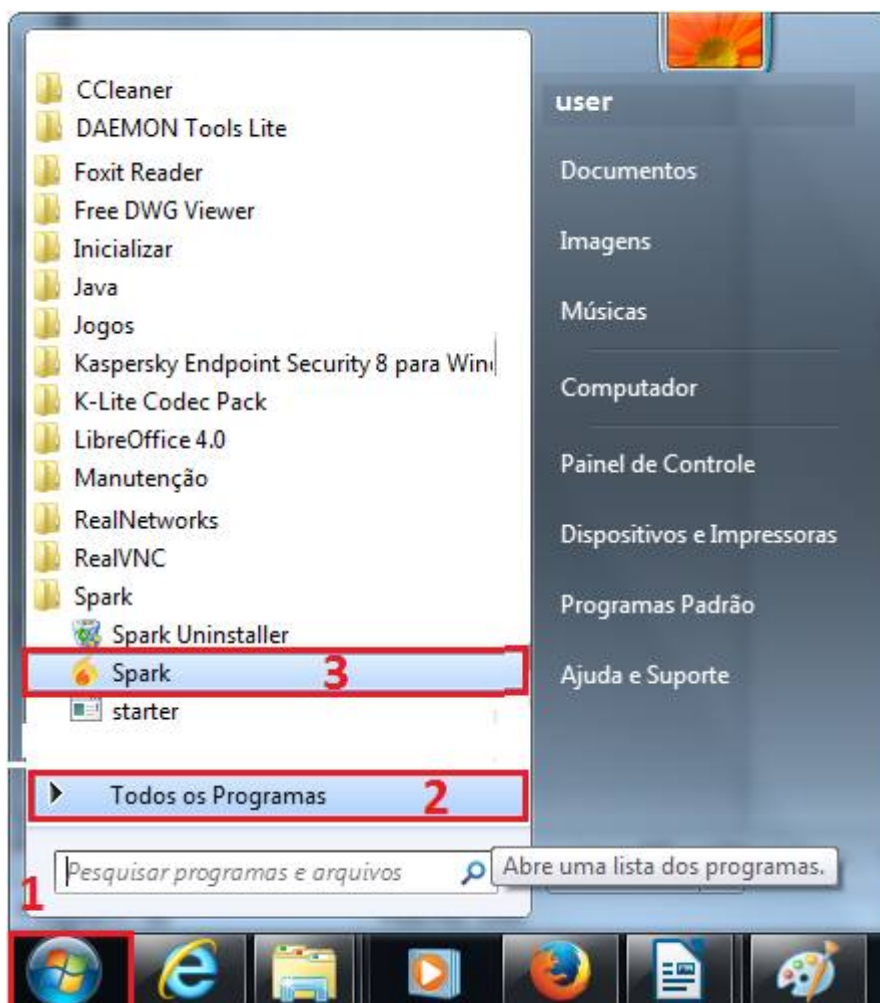 CCleaner
DAEMON Tools Lite
Foxit Reader
Free DWG Viewer
Inicializar
Java
Jogos
Kaspersky Endpoint Security 8 para Win
K-Lite Codec Pack
LibreOffice 4.0
Manutenção
RealNetworks
RealVNC
Spark
Spark Uninstaller
Spark 3
starter
Todos os Programas 2
Pesquisar programas e arquivos
1
user
Documentos
Imagens
Músicas
Computador
Painel de Controle
Dispositivos e Impressoras
Programas Padrão
Ajuda e Suporte
Abre uma lista dos programas.